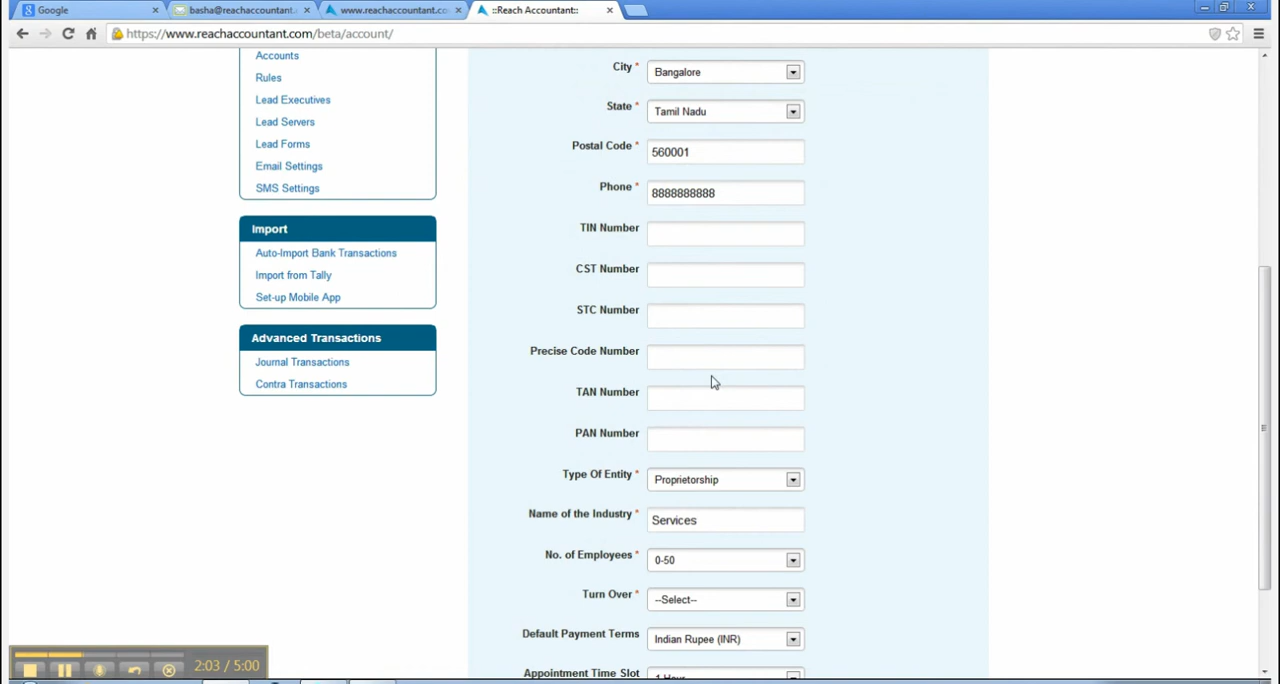 Google
basha@reachaccountant.
www.reachaccountant.co
::Reach Accountant::
https://www.reachaccountant.com/beta/account/
Accounts
Rules
Lead Executives
Lead Servers
Lead Forms
Email Settings
SMS Settings
Import
Auto-Import Bank Transactions
Import from Tally
Set-up Mobile App
Advanced Transactions
Journal Transactions
Contra Transactions
City * Bangalore
State * Tamil Nadu
Postal Code * 560001
Phone * 8888888888
TIN Number
CST Number
STC Number
Precise Code Number
TAN Number
PAN Number
Type Of Entity * Proprietorship
Name of the Industry * Services
No. of Employees * 0-50
Turn Over * --Select--
Default Payment Terms Indian Rupee (INR)
Appointment Time Slot 1 Hour
2:03 / 5:00